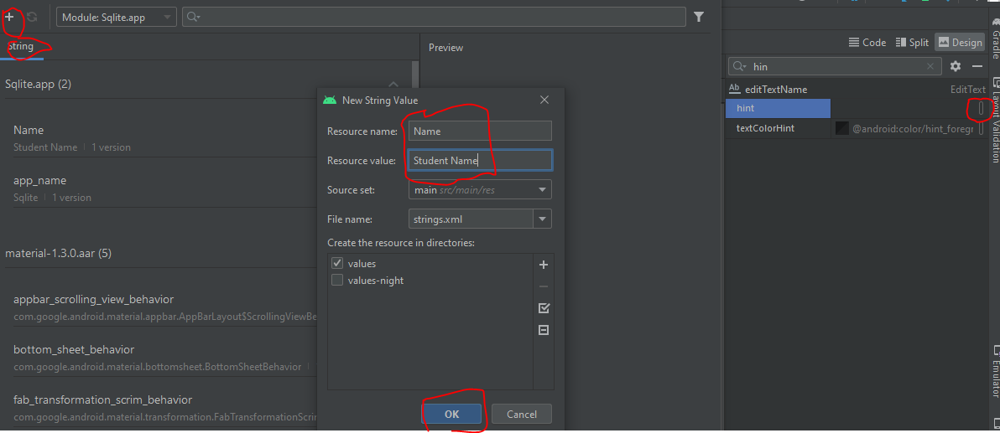 Module: Sqlite.app
String
Preview
Sqlite.app (2)
Name
Student Name | 1 version
app_name
Sqlite | 1 version
material-1.3.0.aar (5)
appbar_scrolling_view_behavior
com.google.android.material.appbar.AppBarLayout$ScrollingViewBe
bottom_sheet_behavior
com.google.android.material.bottomsheet.BottomSheetBehavior
fab_transformation_scrim_behavior
com.google.android.material.transformation.FabTransformationScrim
New String Value
Resource name: Name
Resource value: Student Name
Source set: main src/main/res
File name: strings.xml
Create the resource in directories:
values
values-night
OK Cancel
Code Split Design
hin
Ab editTextName EditText
hint
textColorHint @android:color/hint_foregr
Gradle
Layout Validation
Emulator